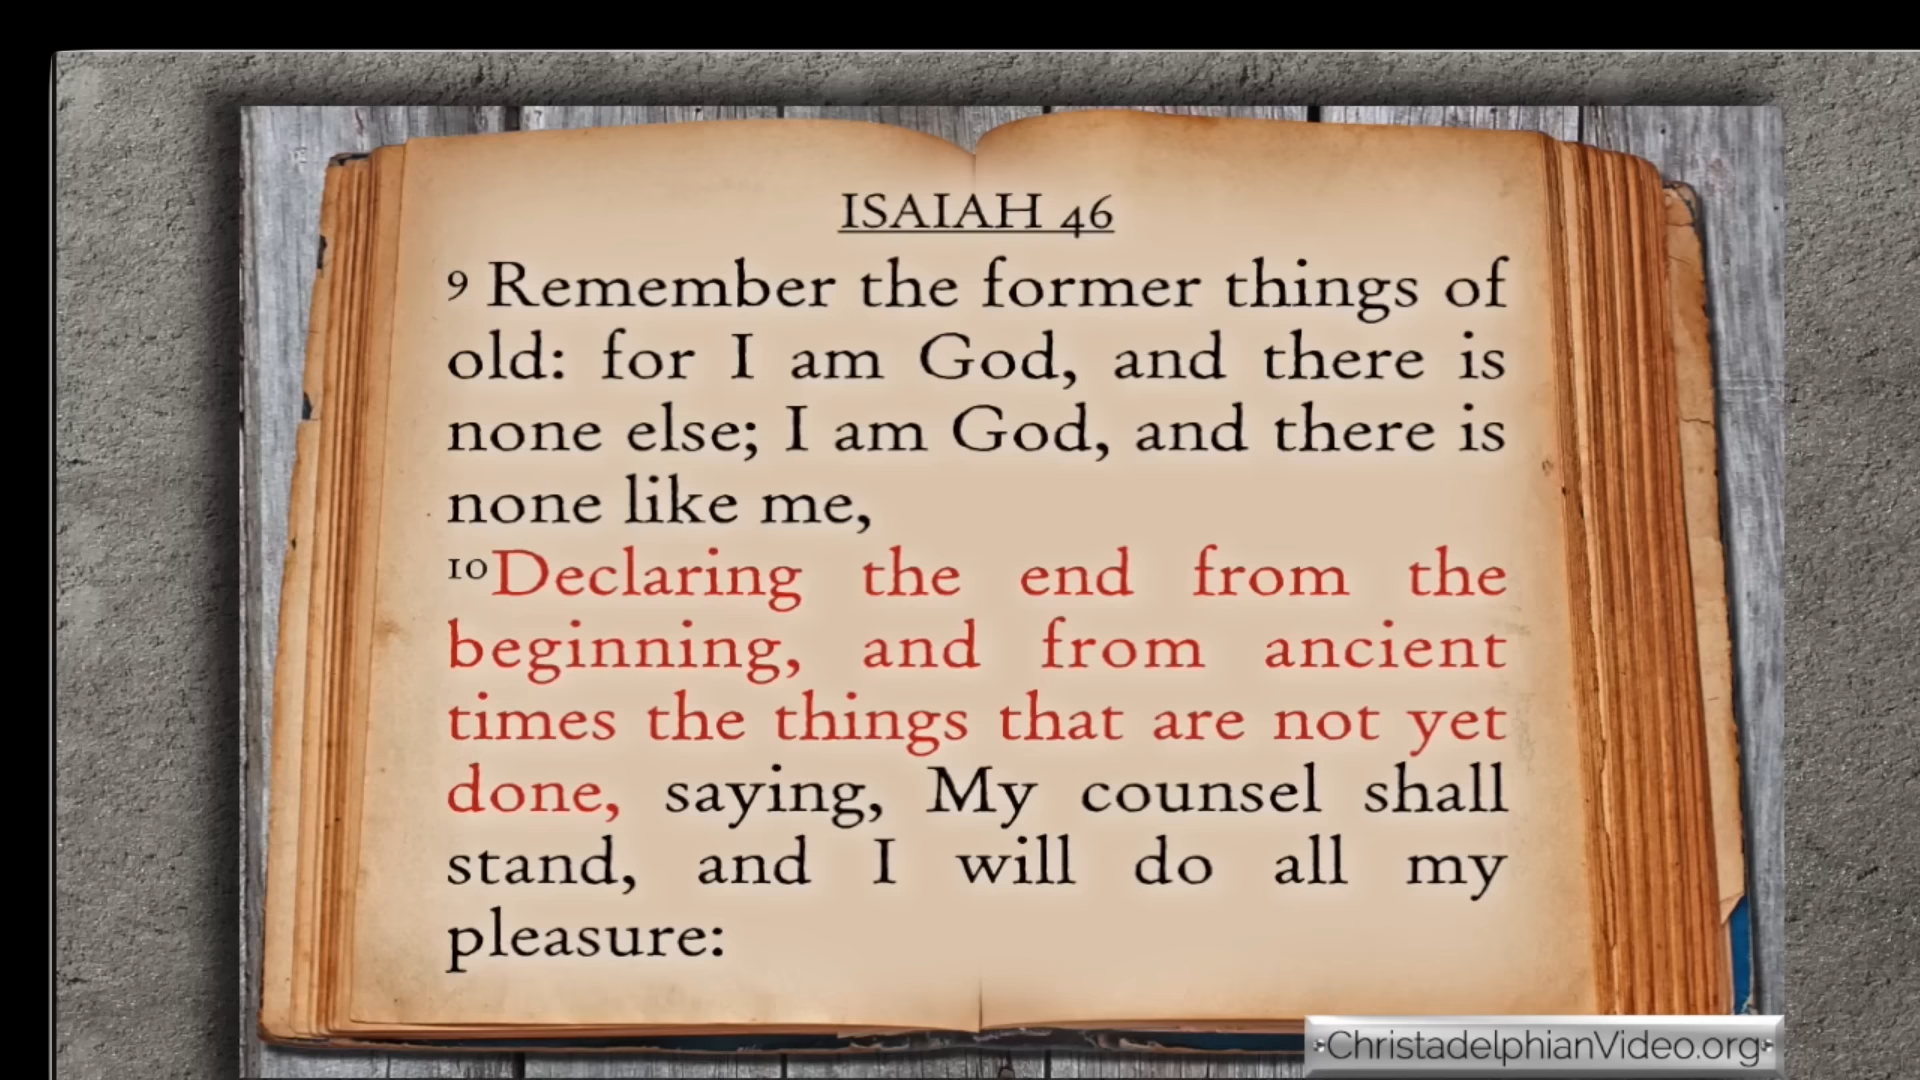 ISAIAH 46
9 Remember the former things of
old: for I am God, and there is
none else; I am God, and there is
none like me,
10Declaring the end from the
beginning, and from ancient
times the things that are not yet
done, saying, My counsel shall
stand, and I will do all my
pleasure:
ChristadelphianVideo.org